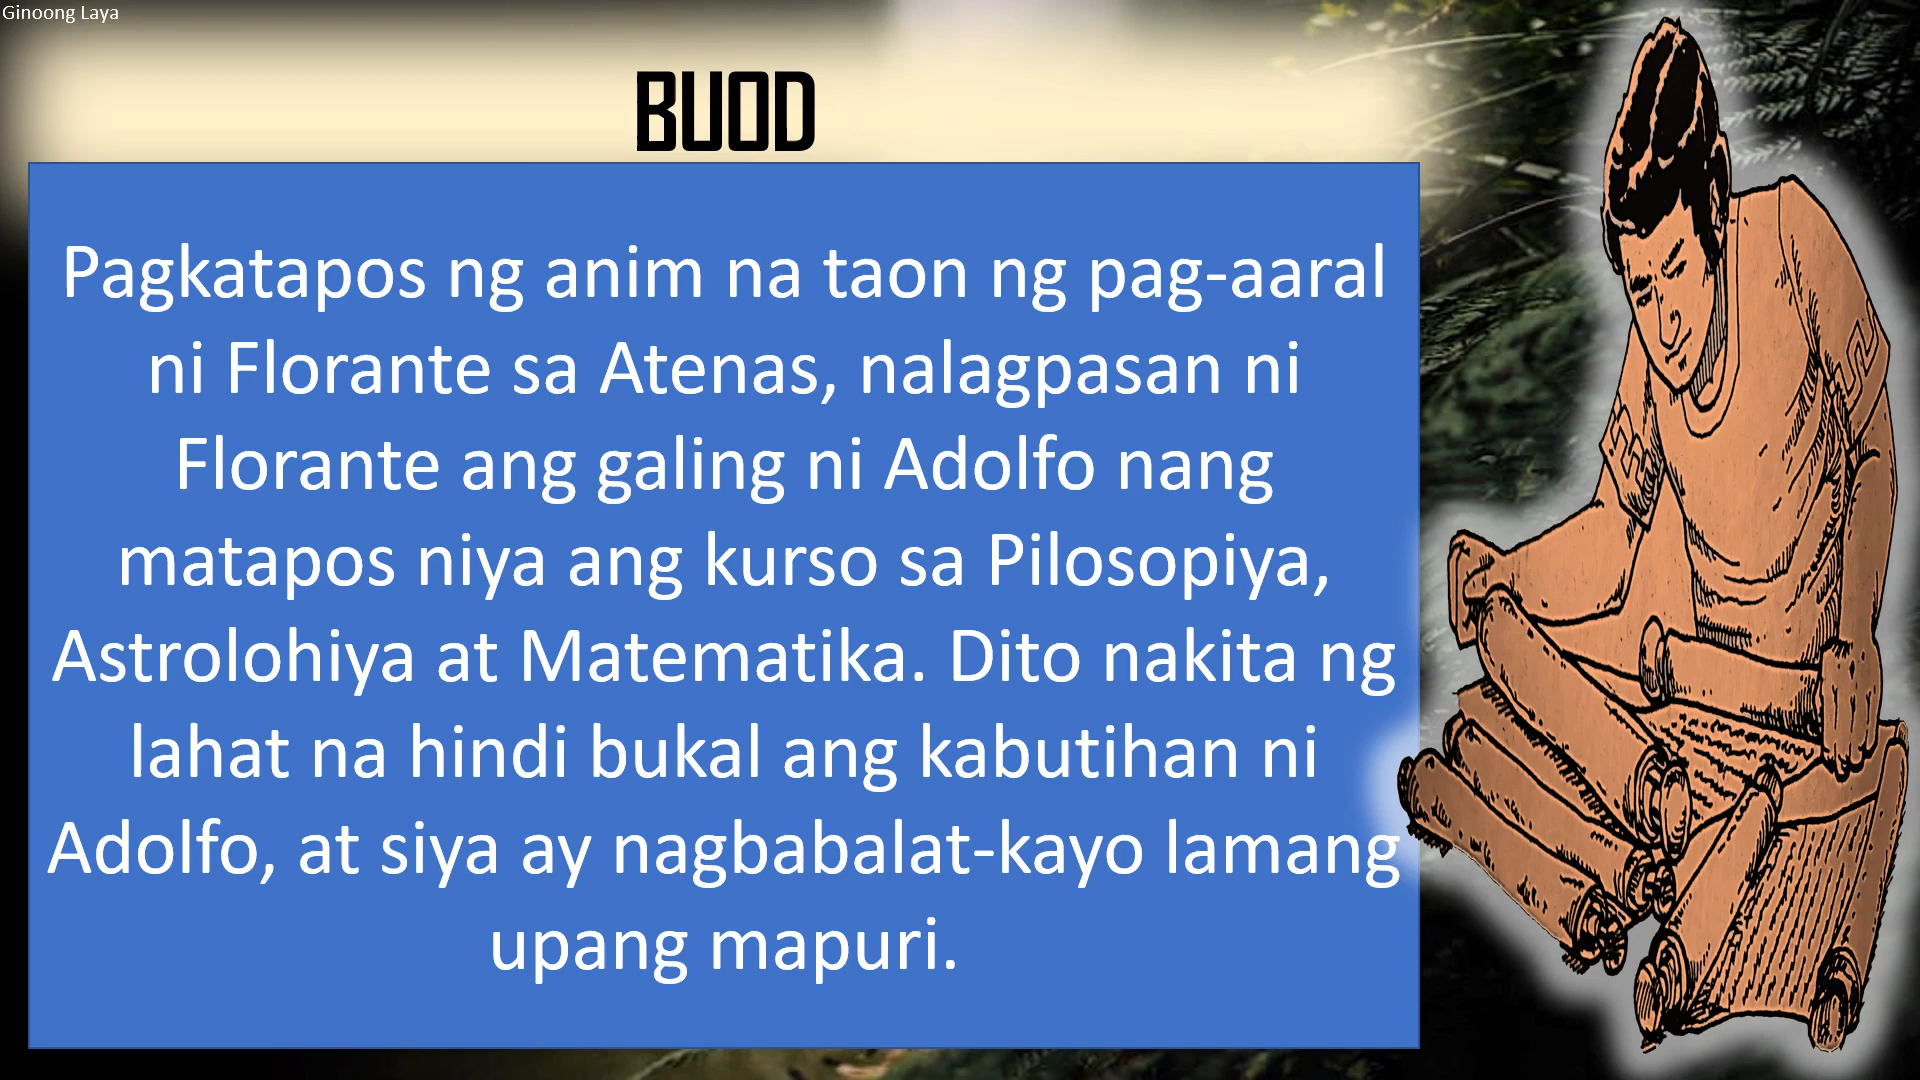 Ginoong Laya
BUOD
Pagkatapos ng anim na taon ng pag-aaral
ni Florante sa Atenas, nalagpasan ni
Florante ang galing ni Adolfo nang
matapos niya ang kurso sa Pilosopiya,
Astrolohiya at Matematika. Dito nakita ng
lahat na hindi bukal ang kabutihan ni
Adolfo, at siya ay nagbabalat-kayo lamang
upang mapuri.